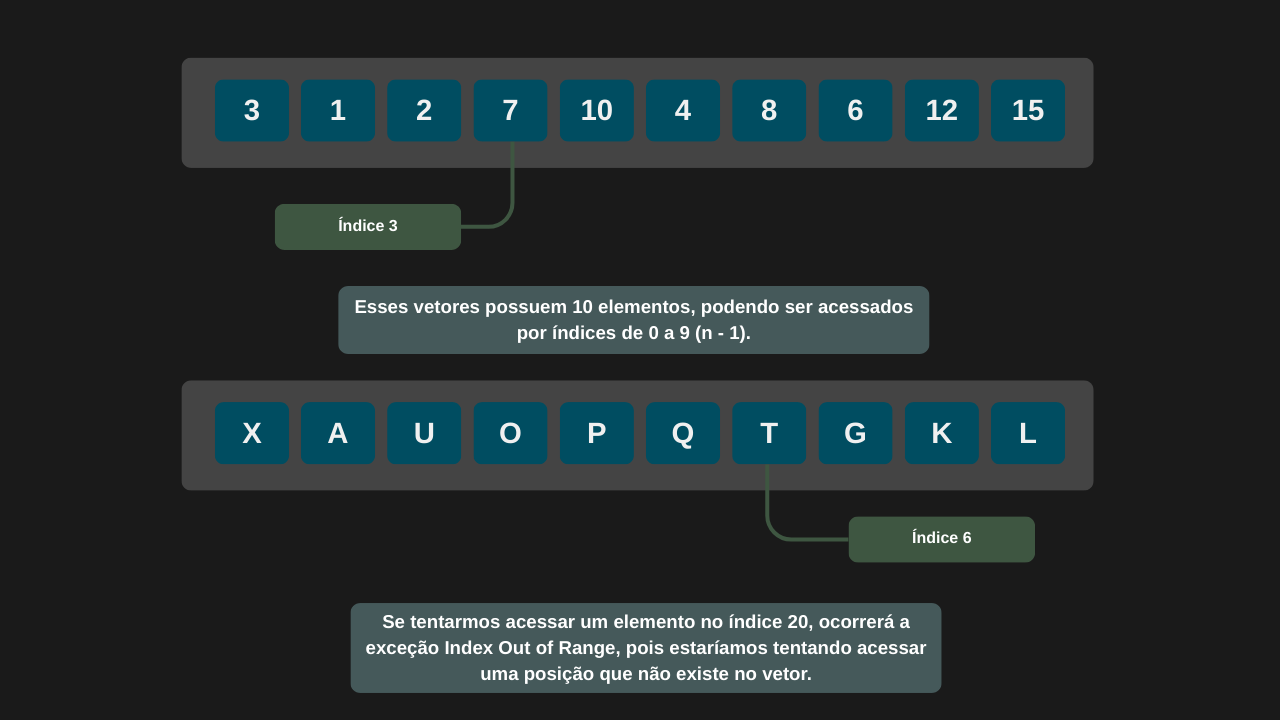 3 1 2 7 10 4 8 6 12 15
Índice 3
Esses vetores possuem 10 elementos, podendo ser acessados
por índices de 0 a 9 (n - 1).
X A U O P Q T G K L
Índice 6
Se tentarmos acessar um elemento no índice 20, ocorrerá a
exceção Index Out of Range, pois estaríamos tentando acessar
uma posição que não existe no vetor.